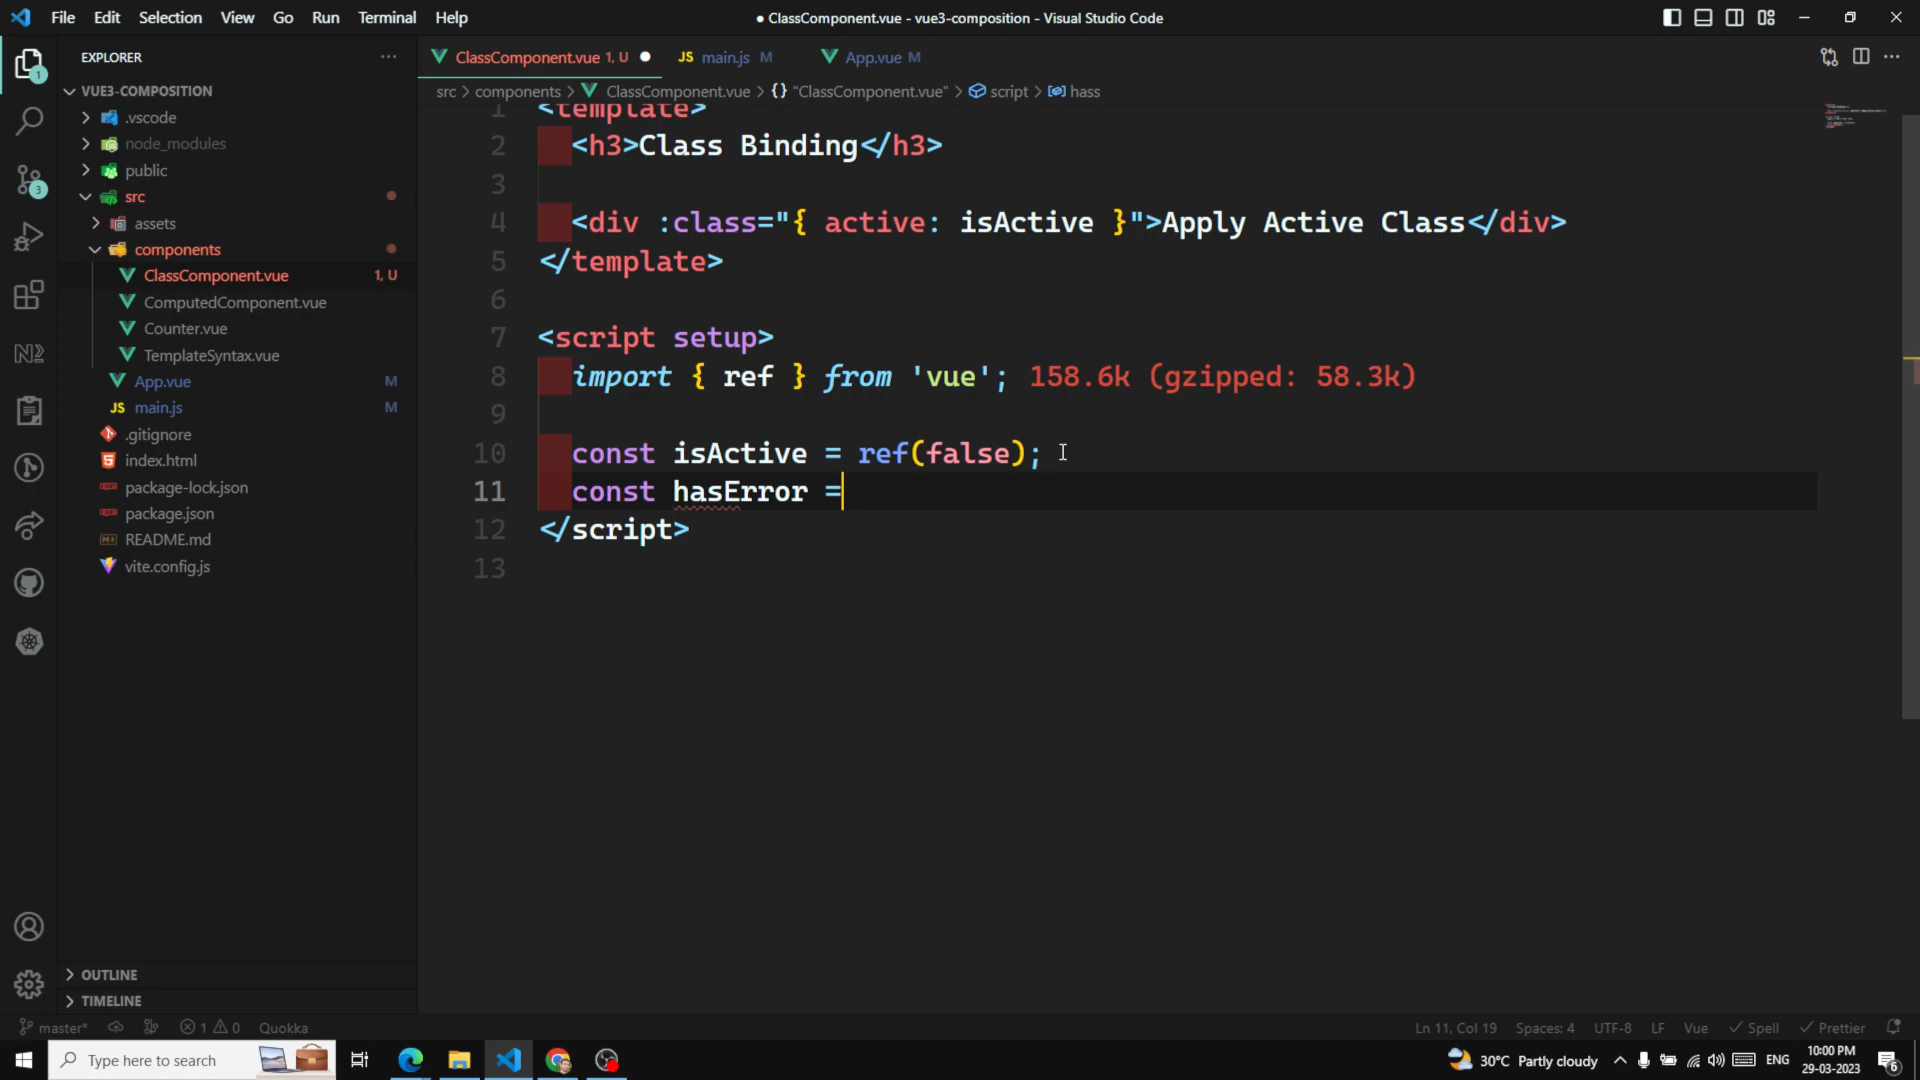 File Edit Selection View Go Run Terminal Help
● ClassComponent.vue - vue3-composition - Visual Studio Code
EXPLORER
VUE3-COMPOSITION
.vscode
node_modules
public
src
assets
components
ClassComponent.vue 1, U
ComputedComponent.vue
Counter.vue
TemplateSyntax.vue
App.vue M
JS main.js M
.gitignore
index.html
package-lock.json
package.json
README.md
vite.config.js
OUTLINE
TIMELINE
ClassComponent.vue 1, U ● JS main.js M App.vue M
src > components > ClassComponent.vue > {} "ClassComponent.vue" > script > hass
1 <template>
2 <h3>Class Binding</h3>
3
4 <div :class="{ active: isActive }">Apply Active Class</div>
5 </template>
6
7 <script setup>
8 import { ref } from 'vue'; 158.6k (gzipped: 58.3k)
9
10 const isActive = ref(false);
11 const hasError =
12 </script>
13
master* 1 0 Quokka
Ln 11, Col 19 Spaces: 4 UTF-8 LF Vue Spell Prettier
Type here to search
30°C Partly cloudy ENG 10:00 PM
29-03-2023 6